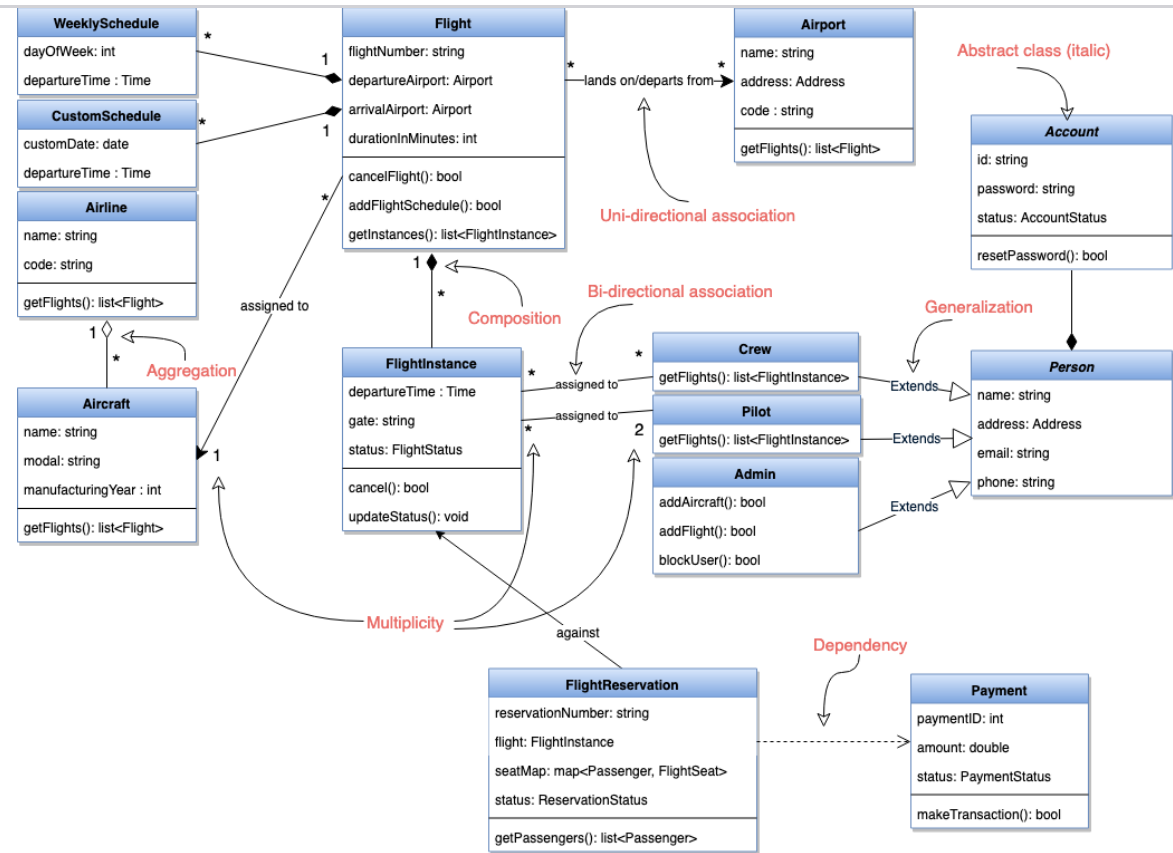 WeeklySchedule
dayOfWeek: int
departureTime : Time
*
1
CustomSchedule
customDate: date
departureTime : Time
*
1
Flight
flightNumber: string
departureAirport: Airport
arrivalAirport: Airport
durationInMinutes: int
cancelFlight(): bool
addFlightSchedule(): bool
getInstances(): list<FlightInstance>
*
lands on/departs from
*
Airport
name: string
address: Address
code : string
getFlights(): list<Flight>
Uni-directional association
Abstract class (italic)
Account
id: string
password: string
status: AccountStatus
resetPassword(): bool
Airline
name: string
code: string
getFlights(): list<Flight>
1
*
Aggregation
*
assigned to
1
Aircraft
name: string
modal: string
manufacturingYear : int
getFlights(): list<Flight>
1
*
Composition
Bi-directional association
Generalization
FlightInstance
departureTime : Time
gate: string
status: FlightStatus
cancel(): bool
updateStatus(): void
*
assigned to
*
*
assigned to
2
Crew
getFlights(): list<FlightInstance>
Extends
Pilot
getFlights(): list<FlightInstance>
Extends
Admin
addAircraft(): bool
addFlight(): bool
blockUser(): bool
Extends
Person
name: string
address: Address
email: string
phone: string
Multiplicity
against
Dependency
FlightReservation
reservationNumber: string
flight: FlightInstance
seatMap: map<Passenger, FlightSeat>
status: ReservationStatus
getPassengers(): list<Passenger>
Payment
paymentID: int
amount: double
status: PaymentStatus
makeTransaction(): bool